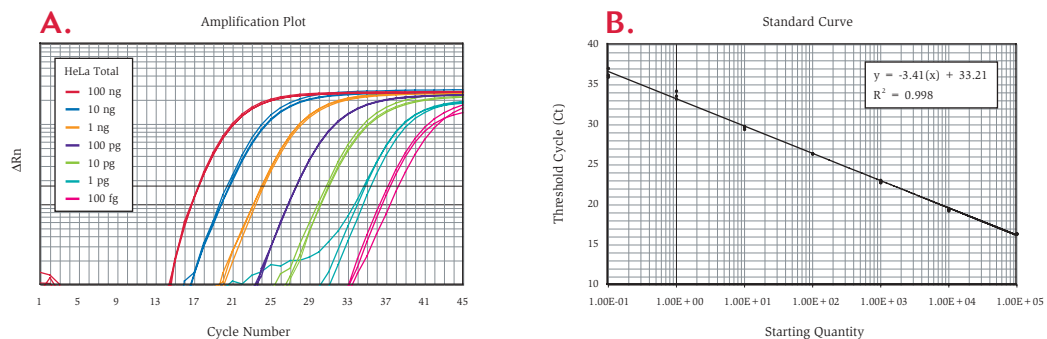 A.
Amplification Plot
HeLa Total
100 ng
10 ng
1 ng
100 pg
10 pg
1 pg
100 fg
ΔRn
1 5 9 13 14 21 25 29 33 37 41 45
Cycle Number
B.
Standard Curve
y = -3.41(x) + 33.21
R² = 0.998
Threshold Cycle (Ct)
40
35
30
25
20
15
10
1.00E-01 1.00E + 00 1.00E + 01 1.00E + 02 1.00E + 03 1.00E + 04 1.00E + 05
Starting Quantity